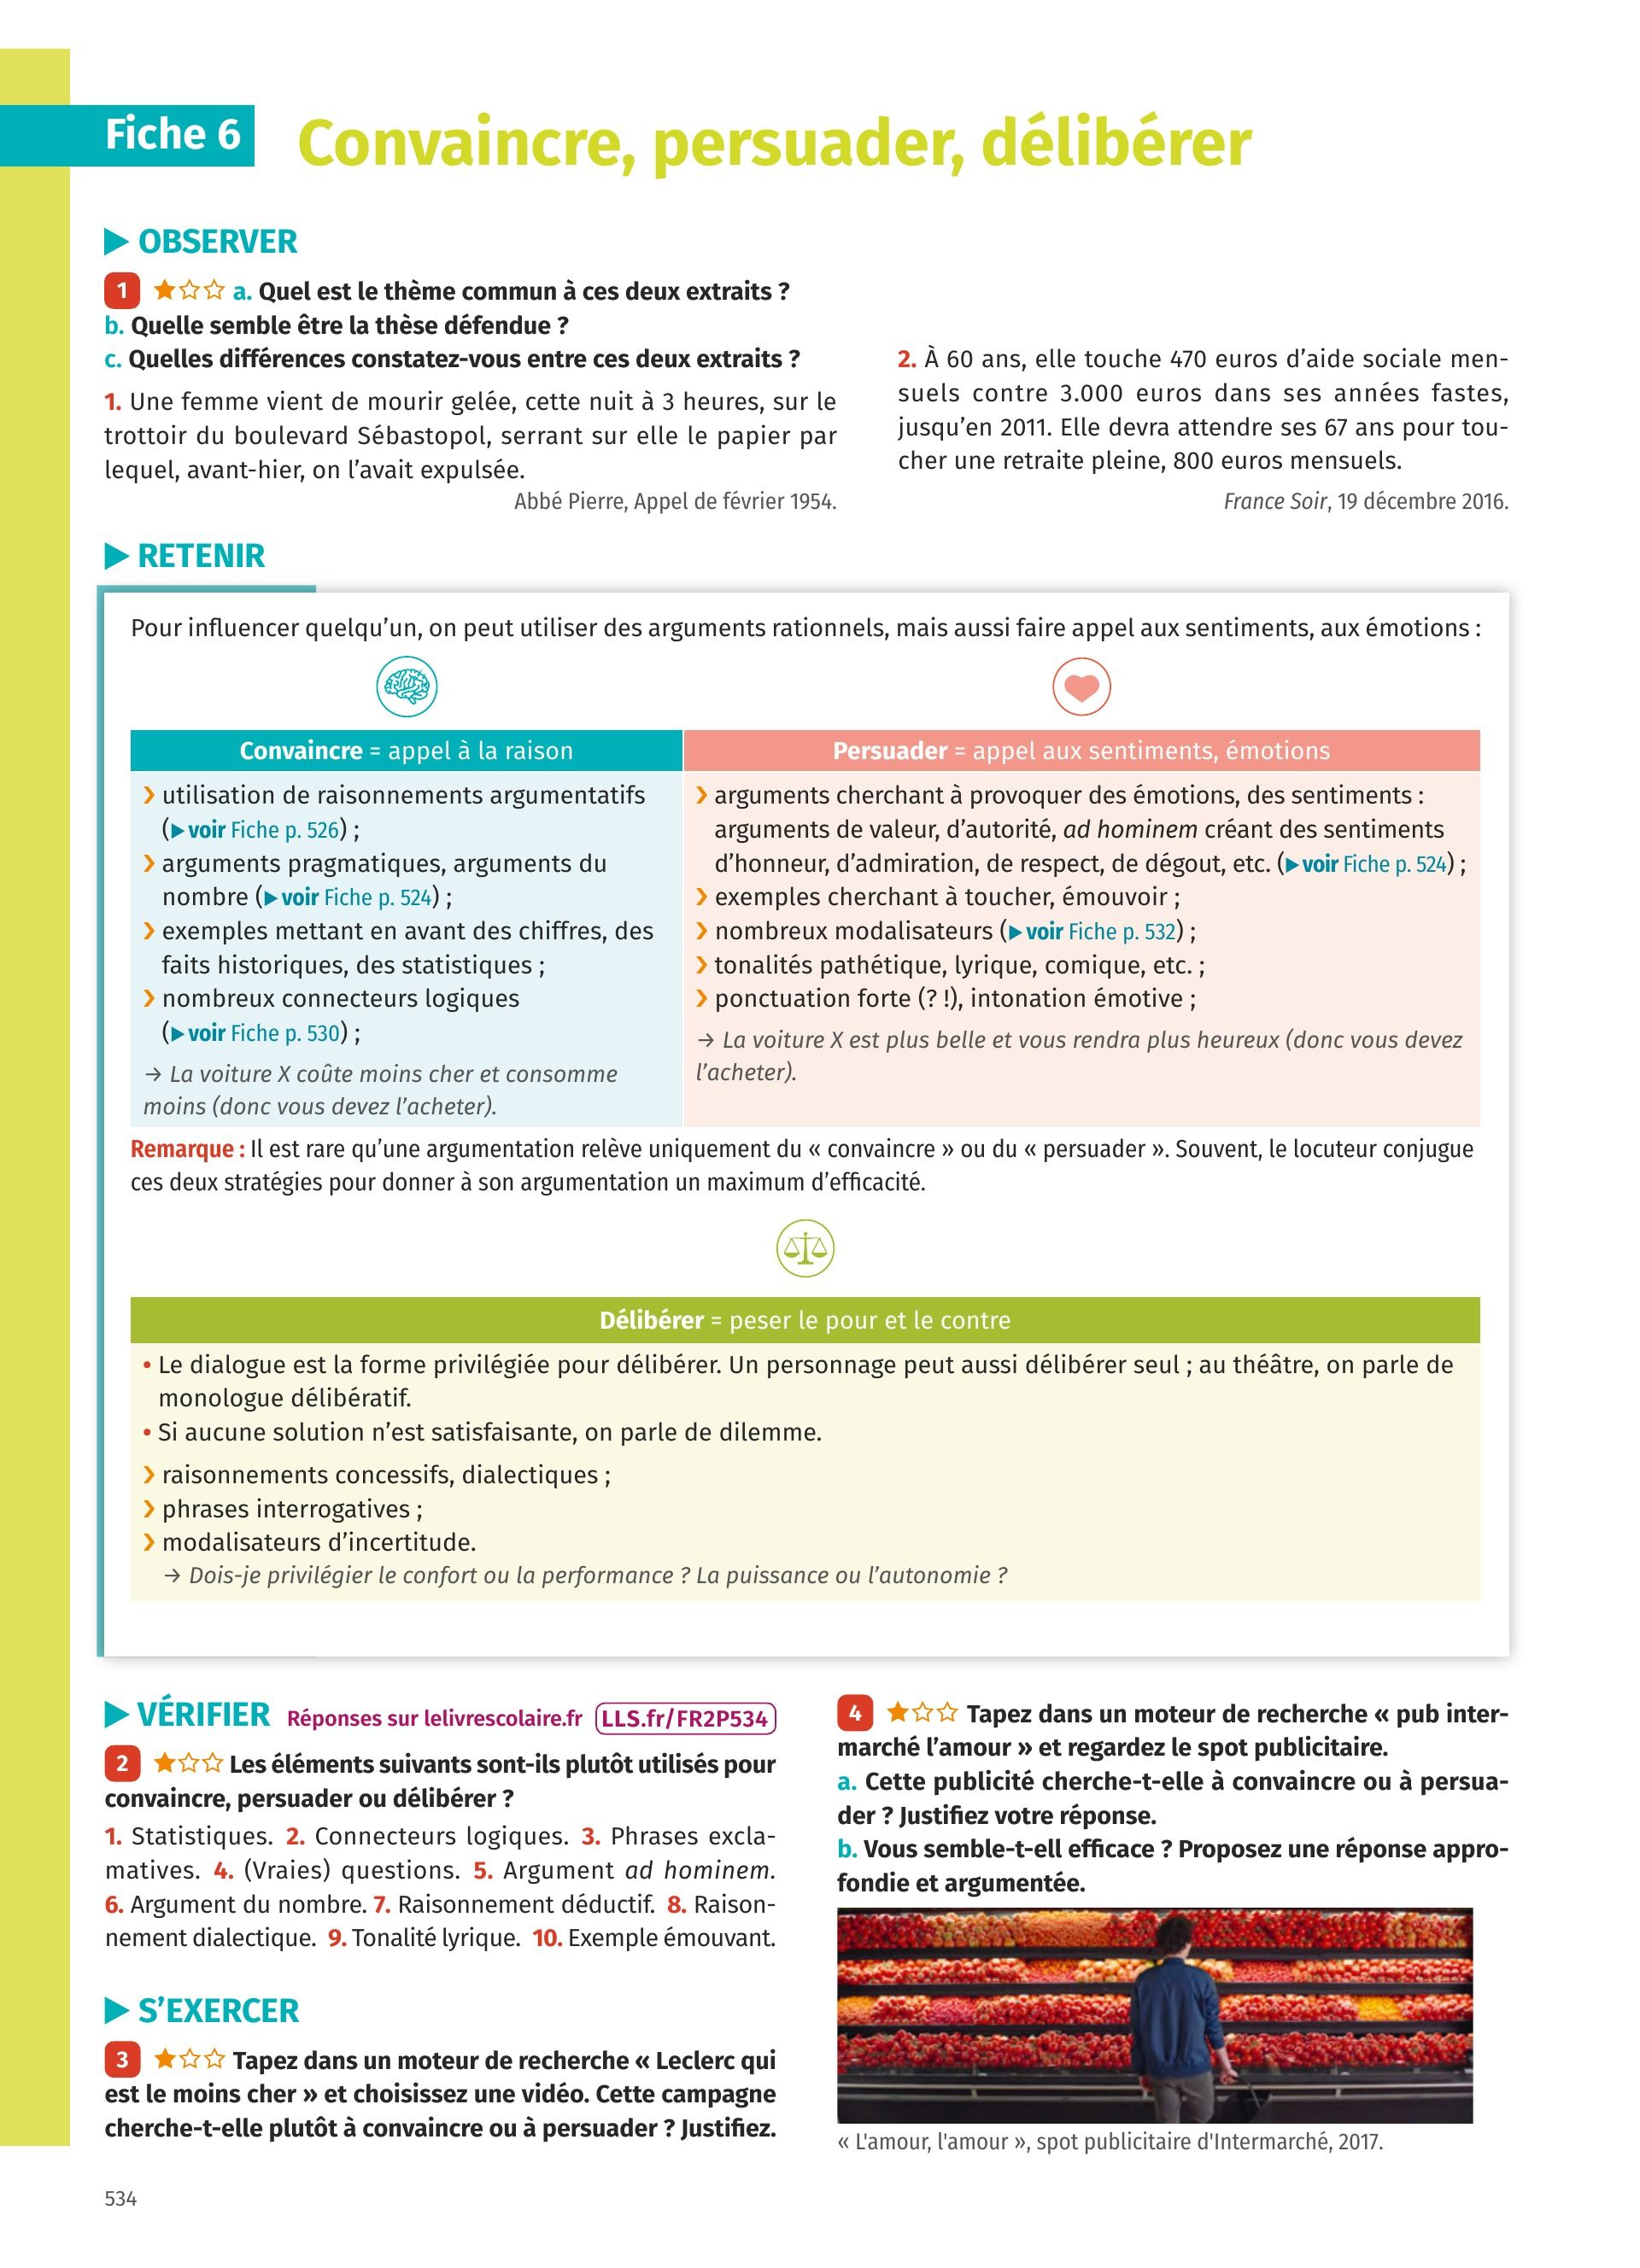 Fiche 6
Convaincre, persuader, délibérer
OBSERVER
1 a. Quel est le thème commun à ces deux extraits ?
b. Quelle semble être la thèse défendue ?
c. Quelles différences constatez-vous entre ces deux extraits ?
1. Une femme vient de mourir gelée, cette nuit à 3 heures, sur le
trottoir du boulevard Sébastopol, serrant sur elle le papier par
lequel, avant-hier, on l’avait expulsée.
Abbé Pierre, Appel de février 1954.
2. À 60 ans, elle touche 470 euros d’aide sociale men-
suels contre 3.000 euros dans ses années fastes,
jusqu’en 2011. Elle devra attendre ses 67 ans pour tou-
cher une retraite pleine, 800 euros mensuels.
France Soir, 19 décembre 2016.
RETENIR
Pour influencer quelqu’un, on peut utiliser des arguments rationnels, mais aussi faire appel aux sentiments, aux émotions :
Convaincre = appel à la raison
› utilisation de raisonnements argumentatifs
(▶voir Fiche p. 526) ;
› arguments pragmatiques, arguments du
nombre (▶voir Fiche p. 524) ;
› exemples mettant en avant des chiffres, des
faits historiques, des statistiques ;
› nombreux connecteurs logiques
(▶voir Fiche p. 530) ;
→ La voiture X coûte moins cher et consomme
moins (donc vous devez l’acheter).
Persuader = appel aux sentiments, émotions
› arguments cherchant à provoquer des émotions, des sentiments :
arguments de valeur, d’autorité, ad hominem créant des sentiments
d’honneur, d’admiration, de respect, de dégout, etc. (▶voir Fiche p. 524) ;
› exemples cherchant à toucher, émouvoir ;
› nombreux modalisateurs (▶voir Fiche p. 532) ;
› tonalités pathétique, lyrique, comique, etc. ;
› ponctuation forte (? !), intonation émotive ;
→ La voiture X est plus belle et vous rendra plus heureux (donc vous devez
l’acheter).
Remarque : Il est rare qu’une argumentation relève uniquement du « convaincre » ou du « persuader ». Souvent, le locuteur conjugue
ces deux stratégies pour donner à son argumentation un maximum d’efficacité.
Délibérer = peser le pour et le contre
• Le dialogue est la forme privilégiée pour délibérer. Un personnage peut aussi délibérer seul ; au théâtre, on parle de
monologue délibératif.
• Si aucune solution n’est satisfaisante, on parle de dilemme.
› raisonnements concessifs, dialectiques ;
› phrases interrogatives ;
› modalisateurs d’incertitude.
→ Dois-je privilégier le confort ou la performance ? La puissance ou l’autonomie ?
VÉRIFIER Réponses sur lelivrescolaire.fr LLS.fr/FR2P534
2 Les éléments suivants sont-ils plutôt utilisés pour
convaincre, persuader ou délibérer ?
1. Statistiques. 2. Connecteurs logiques. 3. Phrases excla-
matives. 4. (Vraies) questions. 5. Argument ad hominem.
6. Argument du nombre. 7. Raisonnement déductif. 8. Raison-
nement dialectique. 9. Tonalité lyrique. 10. Exemple émouvant.
S’EXERCER
3 Tapez dans un moteur de recherche « Leclerc qui
est le moins cher » et choisissez une vidéo. Cette campagne
cherche-t-elle plutôt à convaincre ou à persuader ? Justifiez.
4 Tapez dans un moteur de recherche « pub inter-
marché l’amour » et regardez le spot publicitaire.
a. Cette publicité cherche-t-elle à convaincre ou à persua-
der ? Justifiez votre réponse.
b. Vous semble-t-ell efficace ? Proposez une réponse appro-
fondie et argumentée.
« L'amour, l'amour », spot publicitaire d'Intermarché, 2017.
534